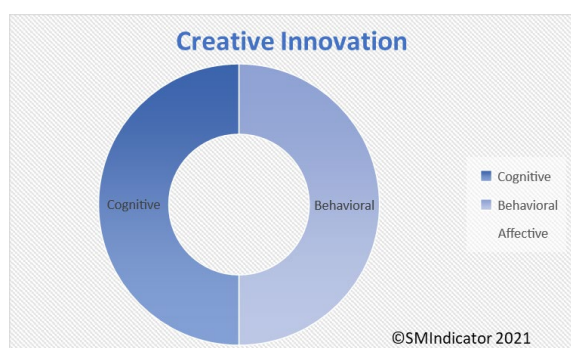 Creative Innovation
Cognitive
Behavioral
Cognitive
Behavioral
Affective
©SMIndicator 2021